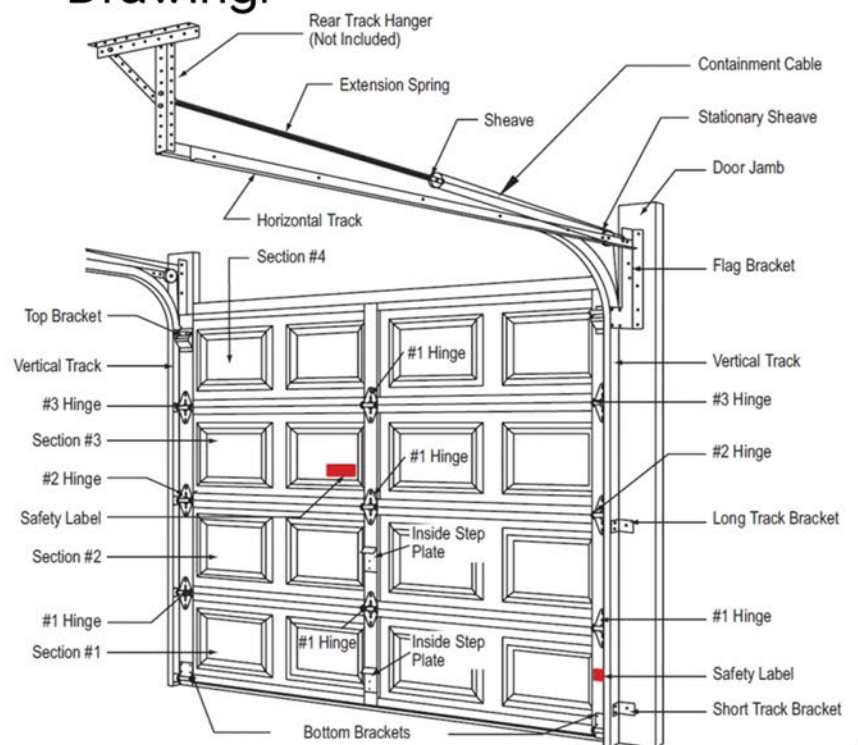 Drawing.
Rear Track Hanger
(Not Included)
Containment Cable
Extension Spring
Sheave
Stationary Sheave
Door Jamb
Horizontal Track
Section #4
Flag Bracket
Top Bracket
#1 Hinge
Vertical Track
Vertical Track
#3 Hinge
#3 Hinge
Section #3
#1 Hinge
#2 Hinge
#2 Hinge
Safety Label
Long Track Bracket
Inside Step
Plate
Section #2
#1 Hinge
#1 Hinge
#1 Hinge
Inside Step
Plate
Section #1
Safety Label
Short Track Bracket
Bottom Brackets